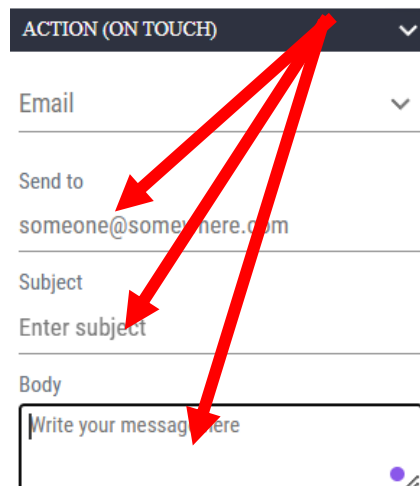 ACTION (ON TOUCH)
Email
Send to
someone@somewhere.com
Subject
Enter subject
Body
Write your message here